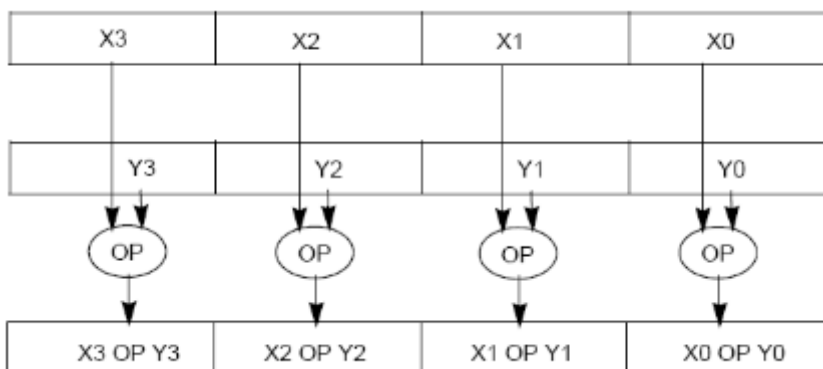 X3 X2 X1 X0
Y3 Y2 Y1 Y0
OP OP OP OP
X3 OP Y3 X2 OP Y2 X1 OP Y1 X0 OP Y0